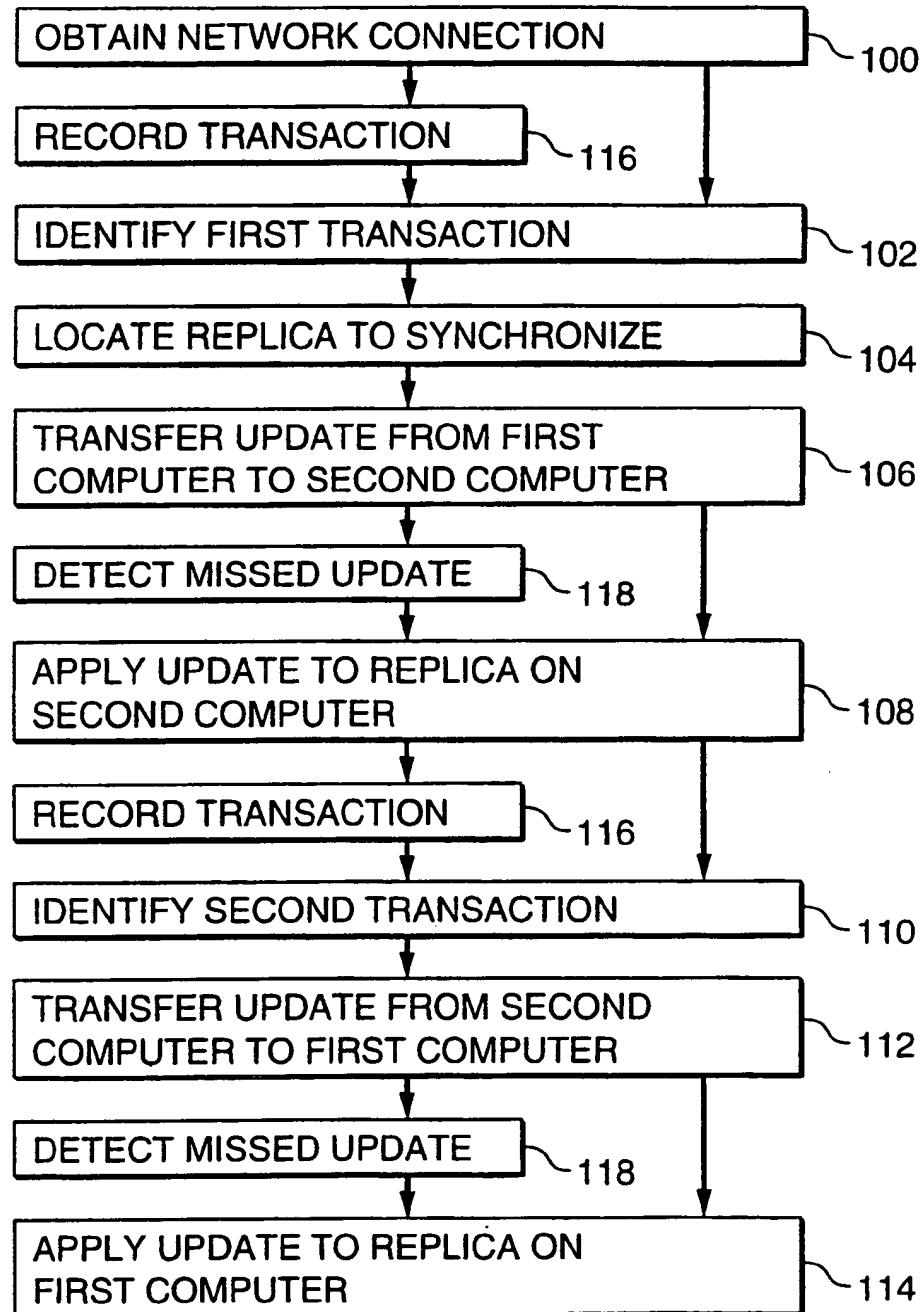 OBTAIN NETWORK CONNECTION
100
RECORD TRANSACTION
116
IDENTIFY FIRST TRANSACTION
102
LOCATE REPLICA TO SYNCHRONIZE
104
TRANSFER UPDATE FROM FIRST
COMPUTER TO SECOND COMPUTER
106
DETECT MISSED UPDATE
118
APPLY UPDATE TO REPLICA ON
SECOND COMPUTER
108
RECORD TRANSACTION
116
IDENTIFY SECOND TRANSACTION
110
TRANSFER UPDATE FROM SECOND
COMPUTER TO FIRST COMPUTER
112
DETECT MISSED UPDATE
118
APPLY UPDATE TO REPLICA ON
FIRST COMPUTER
114